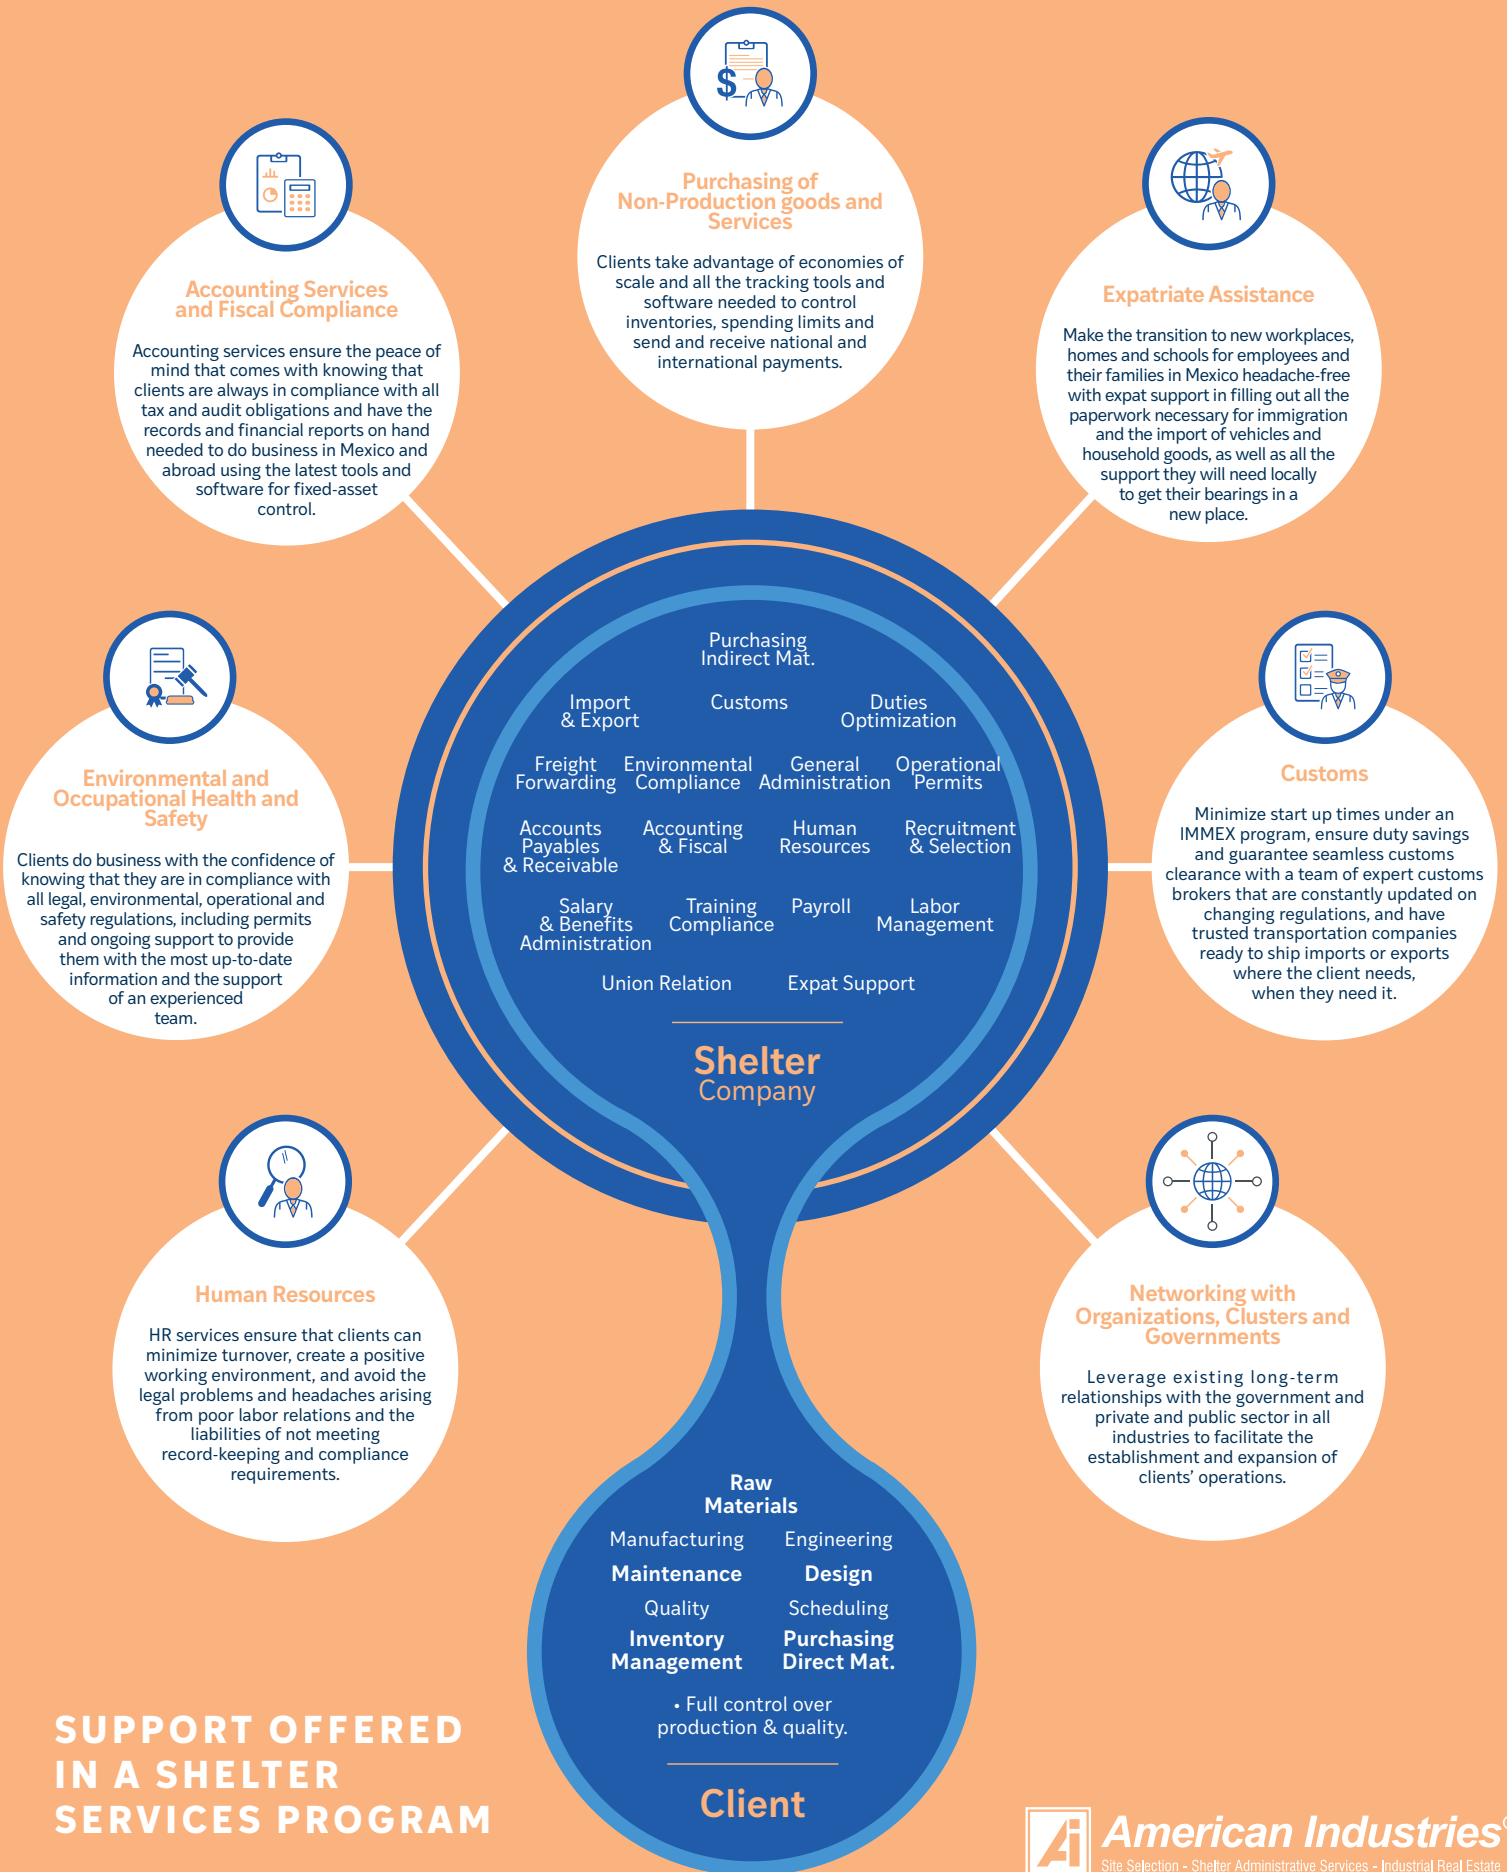 $
Purchasing of
Non-Production goods and
Services
Clients take advantage of economies of
scale and all the tracking tools and
software needed to control
inventories, spending limits and
send and receive national and
international payments.
Accounting Services
and Fiscal Compliance
Accounting services ensure the peace of
mind that comes with knowing that
clients are always in compliance with all
tax and audit obligations and have the
records and financial reports on hand
needed to do business in Mexico and
abroad using the latest tools and
software for fixed-asset
control.
Expatriate Assistance
Make the transition to new workplaces,
homes and schools for employees and
their families in Mexico headache-free
with expat support in filling out all the
paperwork necessary for immigration
and the import of vehicles and
household goods, as well as all the
support they will need locally
to get their bearings in a
new place.
Environmental and
Occupational Health and
Safety
Clients do business with the confidence of
knowing that they are in compliance with
all legal, environmental, operational and
safety regulations, including permits
and ongoing support to provide
them with the most up-to-date
information and the support
of an experienced
team.
Purchasing
Indirect Mat.
Import
& Export
Customs
Duties
Optimization
Freight
Forwarding
Environmental
Compliance
General
Administration
Operational
Permits
Accounts
Payables
& Receivable
Accounting
& Fiscal
Human
Resources
Recruitment
& Selection
Salary
& Benefits
Administration
Training
Compliance
Payroll
Labor
Management
Union Relation
Expat Support
Shelter
Company
Customs
Minimize start up times under an
IMMEX program, ensure duty savings
and guarantee seamless customs
clearance with a team of expert customs
brokers that are constantly updated on
changing regulations, and have
trusted transportation companies
ready to ship imports or exports
where the client needs,
when they need it.
Human Resources
HR services ensure that clients can
minimize turnover, create a positive
working environment, and avoid the
legal problems and headaches arising
from poor labor relations and the
liabilities of not meeting
record-keeping and compliance
requirements.
Networking with
Organizations, Clusters and
Governments
Leverage existing long-term
relationships with the government and
private and public sector in all
industries to facilitate the
establishment and expansion of
clients' operations.
Raw
Materials
Manufacturing
Engineering
Maintenance
Design
Quality
Scheduling
Inventory
Management
Purchasing
Direct Mat.
• Full control over
production & quality.
Client
SUPPORT OFFERED
IN A SHELTER
SERVICES PROGRAM
Ai
American Industries®
Site Selection - Shelter Administrative Services - Industrial Real Estate